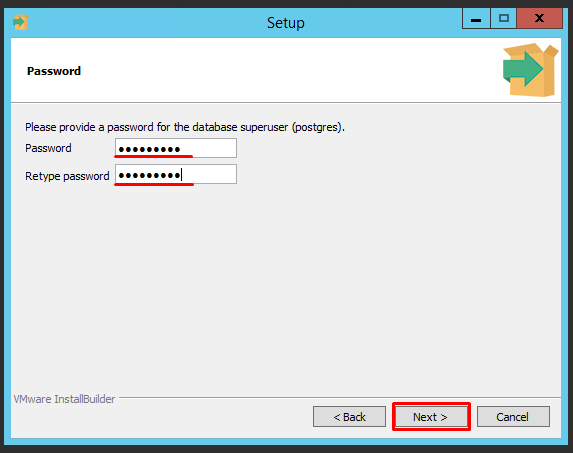 Setup
Password
Please provide a password for the database superuser (postgres).
Password ●●●●●●●●●
Retype password ●●●●●●●●●
VMware InstallBuilder
< Back Next > Cancel